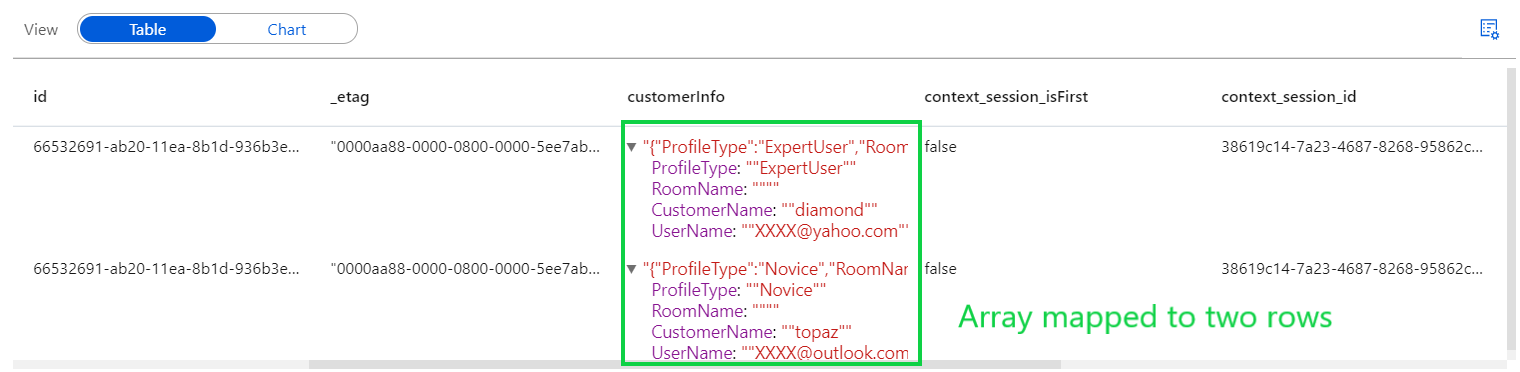 View Table Chart
id _etag customerInfo context_session_isFirst context_session_id
66532691-ab20-11ea-8b1d-936b3e... "0000aa88-0000-0800-0000-5ee7ab... "{"ProfileType":"ExpertUser","Room false 38619c14-7a23-4687-8268-95862c...
ProfileType: ""ExpertUser""
RoomName: """"
CustomerName: ""diamond""
UserName: ""XXXX@yahoo.com""
66532691-ab20-11ea-8b1d-936b3e... "0000aa88-0000-0800-0000-5ee7ab... "{"ProfileType":"Novice","RoomNar false 38619c14-7a23-4687-8268-95862c...
ProfileType: ""Novice""
RoomName: """"
CustomerName: ""topaz""
UserName: ""XXXX@outlook.com
Array mapped to two rows